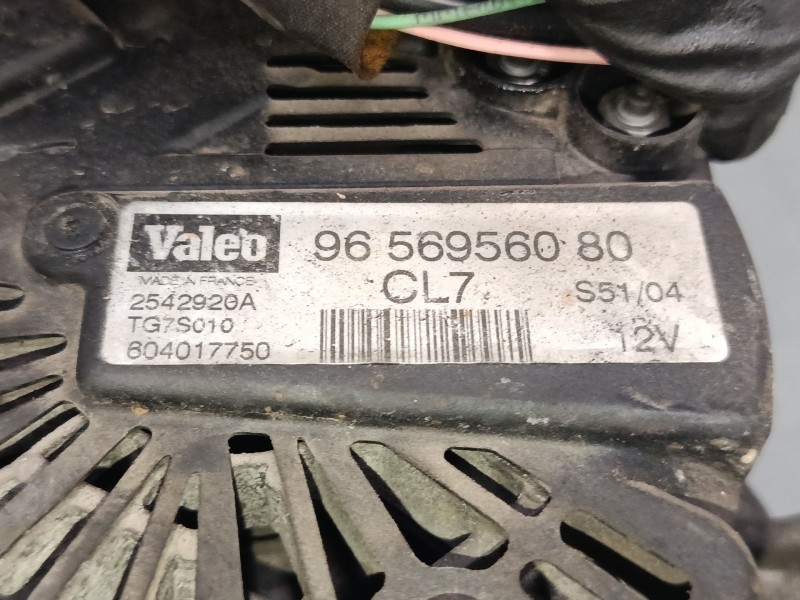 Valeo 96 569560 80
MADE IN FRANCE CL7 S51/04
2542920A
TG7S010 12V
604017750